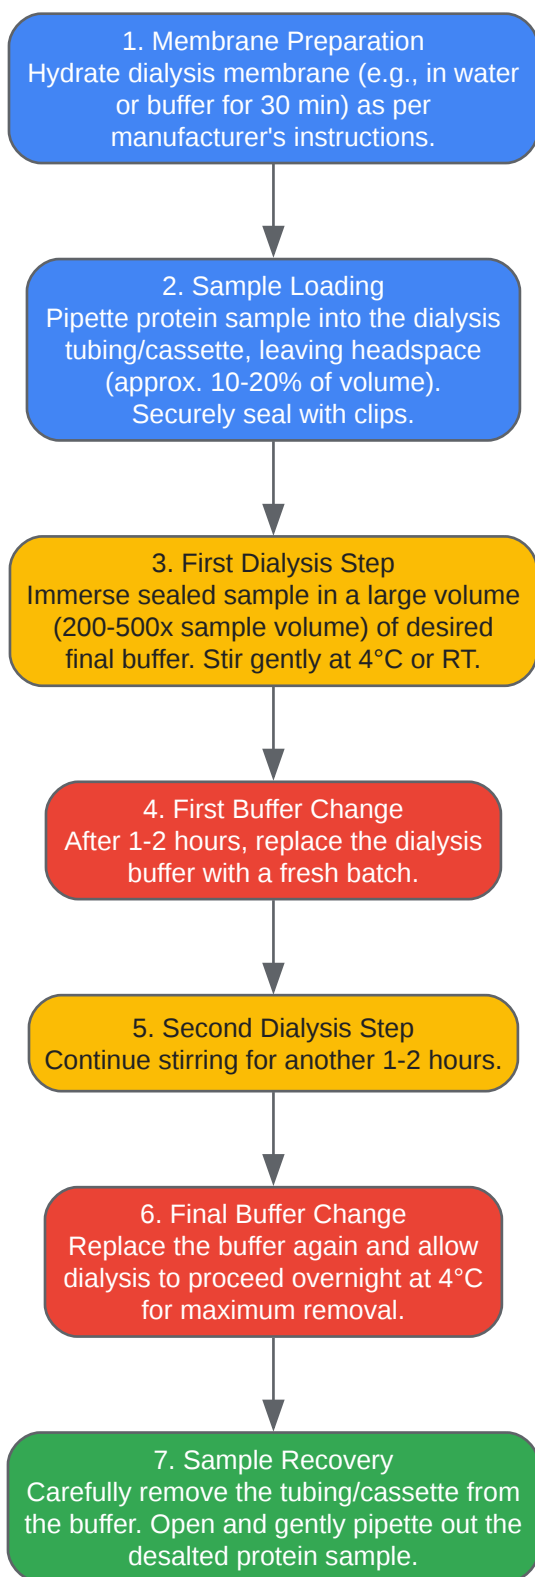 1. Membrane Preparation
Hydrate dialysis membrane (e.g., in water
or buffer for 30 min) as per
manufacturer's instructions.
2. Sample Loading
Pipette protein sample into the dialysis
tubing/cassette, leaving headspace
(approx. 10-20% of volume).
Securely seal with clips.
3. First Dialysis Step
Immerse sealed sample in a large volume
(200-500x sample volume) of desired
final buffer. Stir gently at 4°C or RT.
4. First Buffer Change
After 1-2 hours, replace the dialysis
buffer with a fresh batch.
5. Second Dialysis Step
Continue stirring for another 1-2 hours.
6. Final Buffer Change
Replace the buffer again and allow
dialysis to proceed overnight at 4°C
for maximum removal.
7. Sample Recovery
Carefully remove the tubing/cassette from
the buffer. Open and gently pipette out the
desalted protein sample.